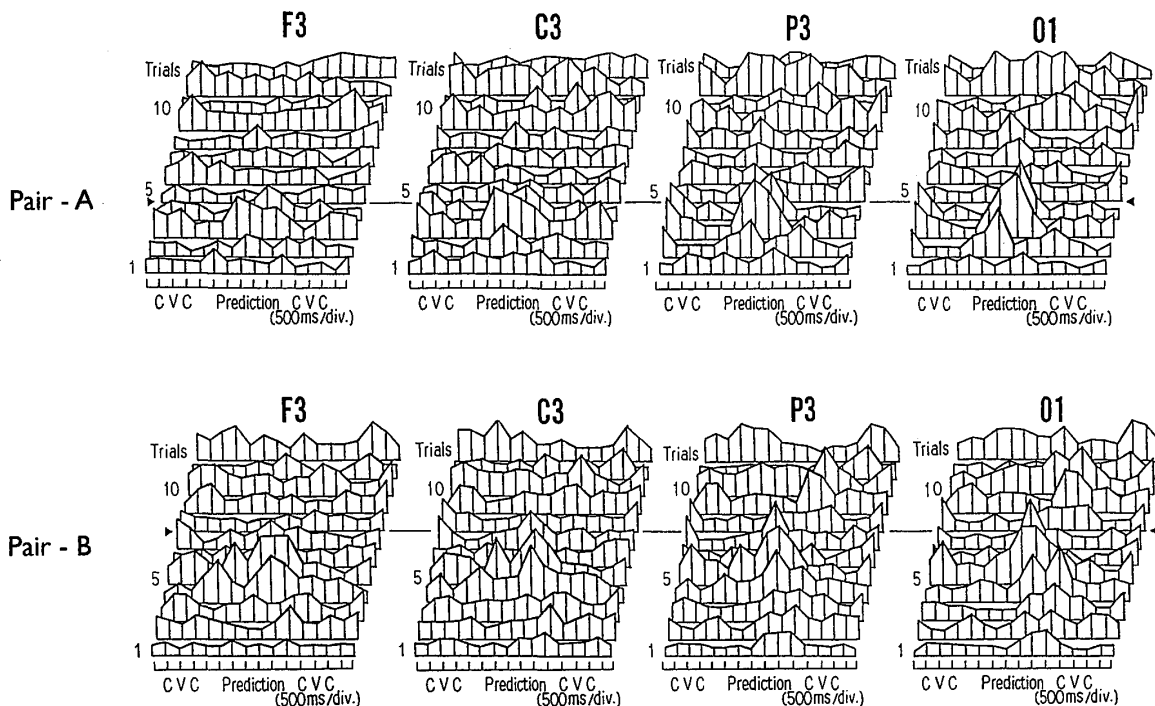 F3 C3 P3 O1
Trials Trials Trials Trials
10 10 10 10
5 5 5 5
Pair - A
1 1 1 1
C V C Prediction C V C C V C Prediction C V C C V C Prediction C V C C V C Prediction C V C
(500ms/div.) (500ms/div.) (500ms/div.) (500ms/div.)
F3 C3 P3 O1
Trials Trials Trials Trials
10 10 10 10
Pair - B
5 5 5 5
1 1 1 1
C V C Prediction C V C C V C Prediction C V C C V C Prediction C V C C V C Prediction C V C
(500ms/div.) (500ms/div.) (500ms/div.) (500ms/div.)